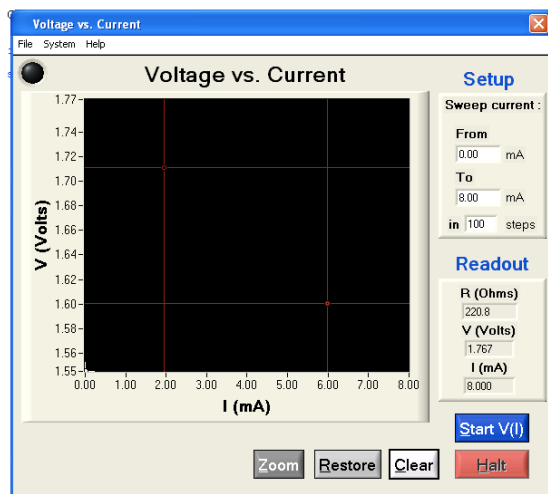 Voltage vs. Current
File System Help
Voltage vs. Current
Setup
Sweep current :
From
0.00 mA
To
8.00 mA
in 100 steps
Readout
R (Ohms)
220.8
V (Volts)
1.767
I (mA)
8.000
Start V(I)
Halt
V (Volts)
1.77
1.74
1.72
1.70
1.68
1.66
1.64
1.62
1.60
1.58
1.56
1.55
0.00 1.00 2.00 3.00 4.00 5.00 6.00 7.00 8.00
I (mA)
Zoom Restore Clear